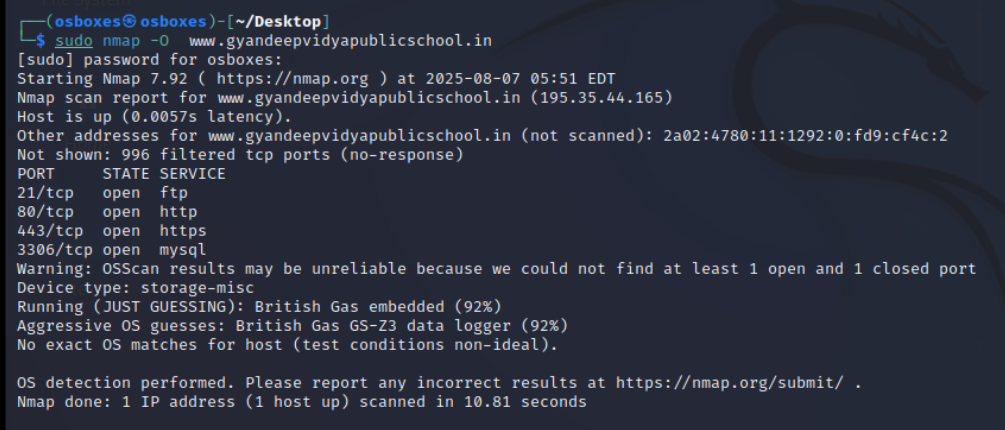 ┌──(osboxes㉿osboxes)-[~/Desktop]
└─$ sudo nmap -O  www.gyandeepvidyapublicschool.in
[sudo] password for osboxes:
Starting Nmap 7.92 ( https://nmap.org ) at 2025-08-07 05:51 EDT
Nmap scan report for www.gyandeepvidyapublicschool.in (195.35.44.165)
Host is up (0.0057s latency).
Other addresses for www.gyandeepvidyapublicschool.in (not scanned): 2a02:4780:11:1292:0:fd9:cf4c:2
Not shown: 996 filtered tcp ports (no-response)
PORT     STATE SERVICE
21/tcp   open  ftp
80/tcp   open  http
443/tcp  open  https
3306/tcp open  mysql
Warning: OSScan results may be unreliable because we could not find at least 1 open and 1 closed port
Device type: storage-misc
Running (JUST GUESSING): British Gas embedded (92%)
Aggressive OS guesses: British Gas GS-Z3 data logger (92%)
No exact OS matches for host (test conditions non-ideal).

OS detection performed. Please report any incorrect results at https://nmap.org/submit/ .
Nmap done: 1 IP address (1 host up) scanned in 10.81 seconds